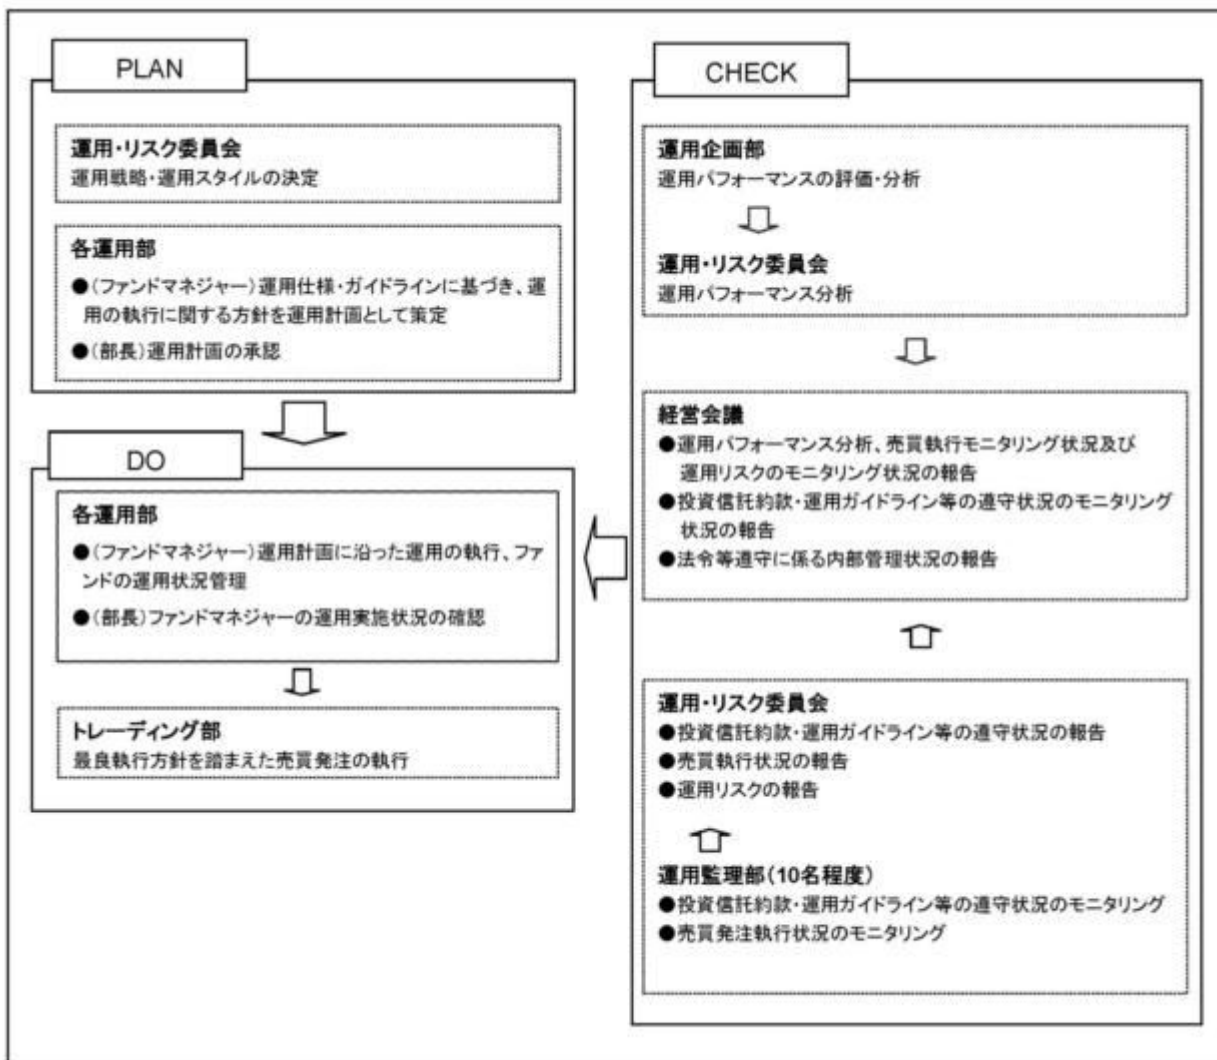 PLAN
運用・リスク委員会
運用戦略・運用スタイルの決定
各運用部
●(ファンドマネジャー)運用仕様・ガイドラインに基づき、運
用の執行に関する方針を運用計画として策定
●(部長)運用計画の承認
DO
各運用部
●(ファンドマネジャー)運用計画に沿った運用の執行、ファ
ンドの運用状況管理
●(部長)ファンドマネジャーの運用実施状況の確認
トレーディング部
最良執行方針を踏まえた売買発注の執行
CHECK
運用企画部
運用パフォーマンスの評価・分析
運用・リスク委員会
運用パフォーマンス分析
経営会議
●運用パフォーマンス分析、売買執行モニタリング状況及び
運用リスクのモニタリング状況の報告
●投資信託約款・運用ガイドライン等の遵守状況のモニタリング
状況の報告
●法令等遵守に係る内部管理状況の報告
運用・リスク委員会
●投資信託約款・運用ガイドライン等の遵守状況の報告
●売買執行状況の報告
●運用リスクの報告
運用監理部(10名程度)
●投資信託約款・運用ガイドライン等の遵守状況のモニタリング
●売買発注執行状況のモニタリング